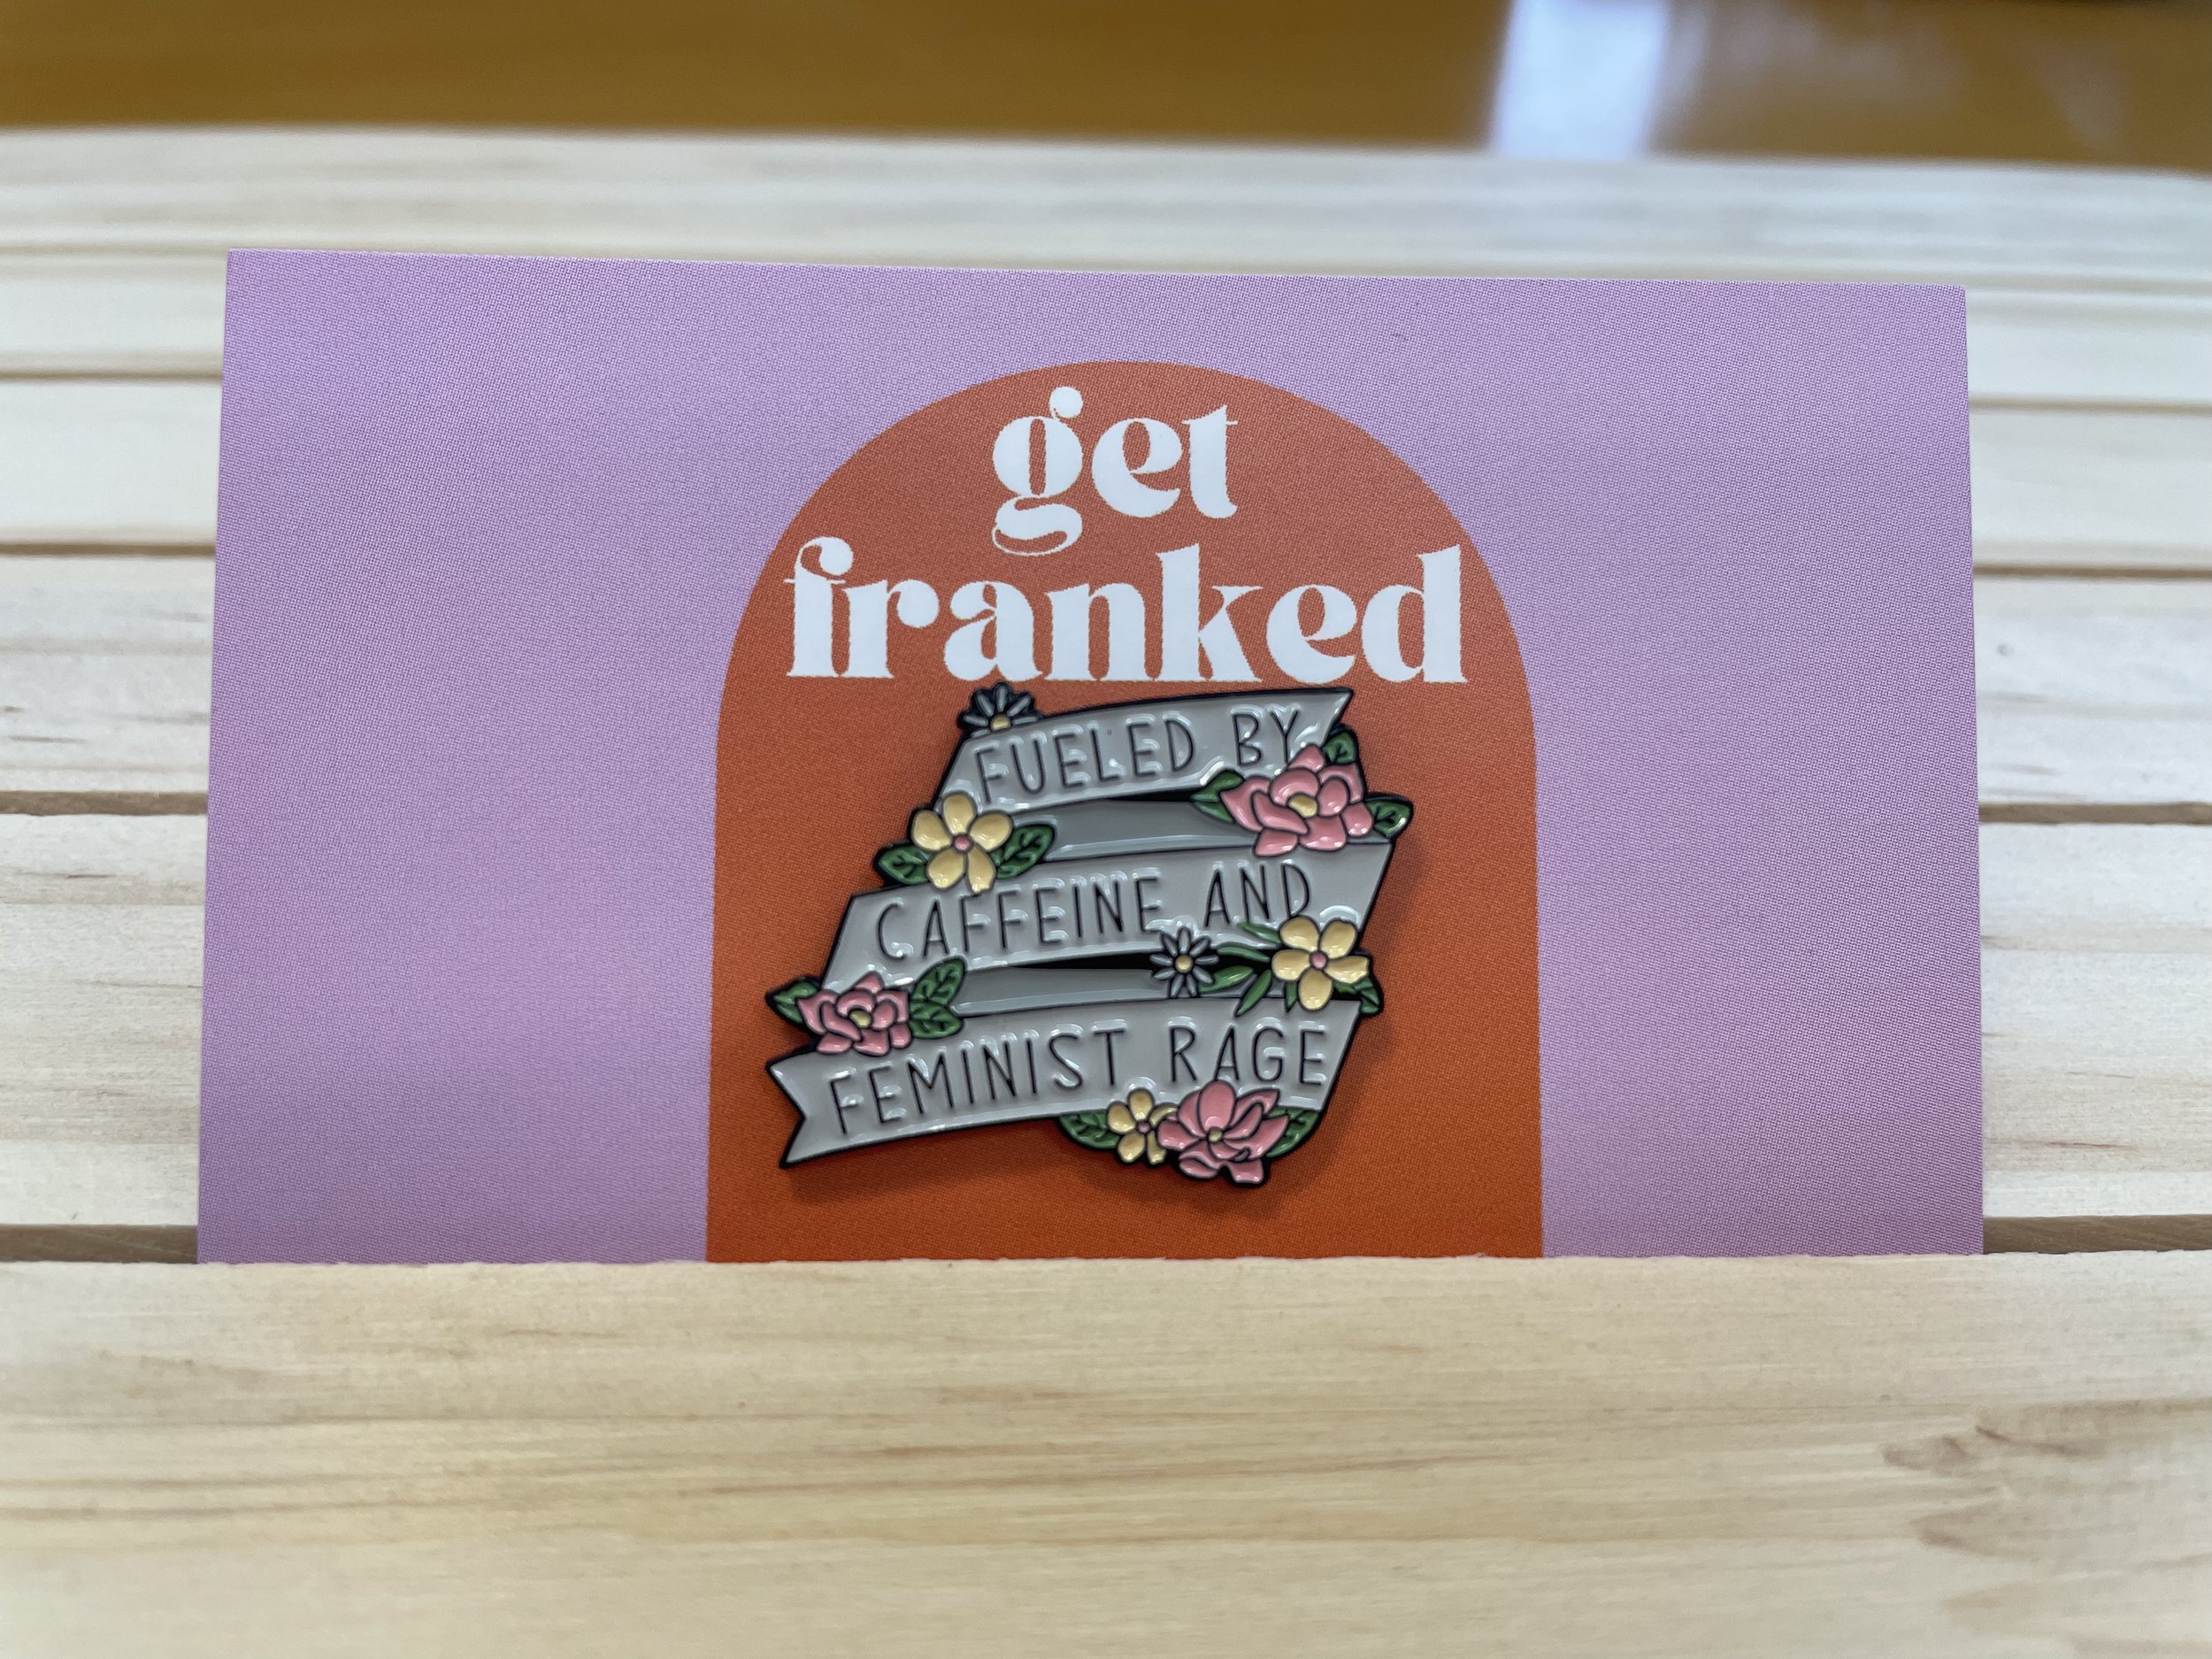 get
franked
FUELED BY
CAFFEINE AND
FEMINIST RAGE